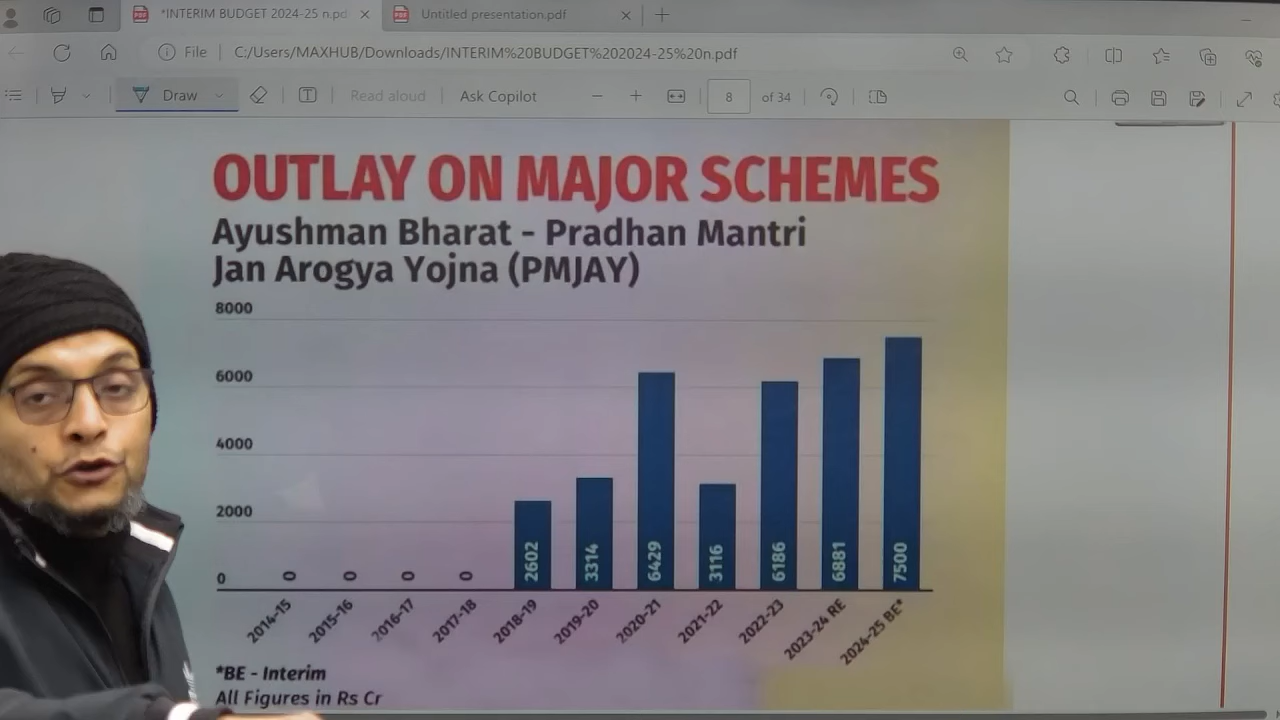 *INTERIM BUDGET 2024-25 n.pd
Untitled presentation.pdf
File
C:/Users/MAXHUB/Downloads/INTERIM%20BUDGET%202024-25%20n.pdf
Draw
Read aloud
Ask Copilot
8
of 34
OUTLAY ON MAJOR SCHEMES
Ayushman Bharat - Pradhan Mantri
Jan Arogya Yojna (PMJAY)
8000
6000
4000
2000
0
0
0
0
0
2602
3314
6429
3116
6186
6881
7500
2014-15
2015-16
2016-17
2017-18
2018-19
2019-20
2020-21
2021-22
2022-23
2023-24 RE
2024-25 BE*
*BE - Interim
All Figures in Rs Cr